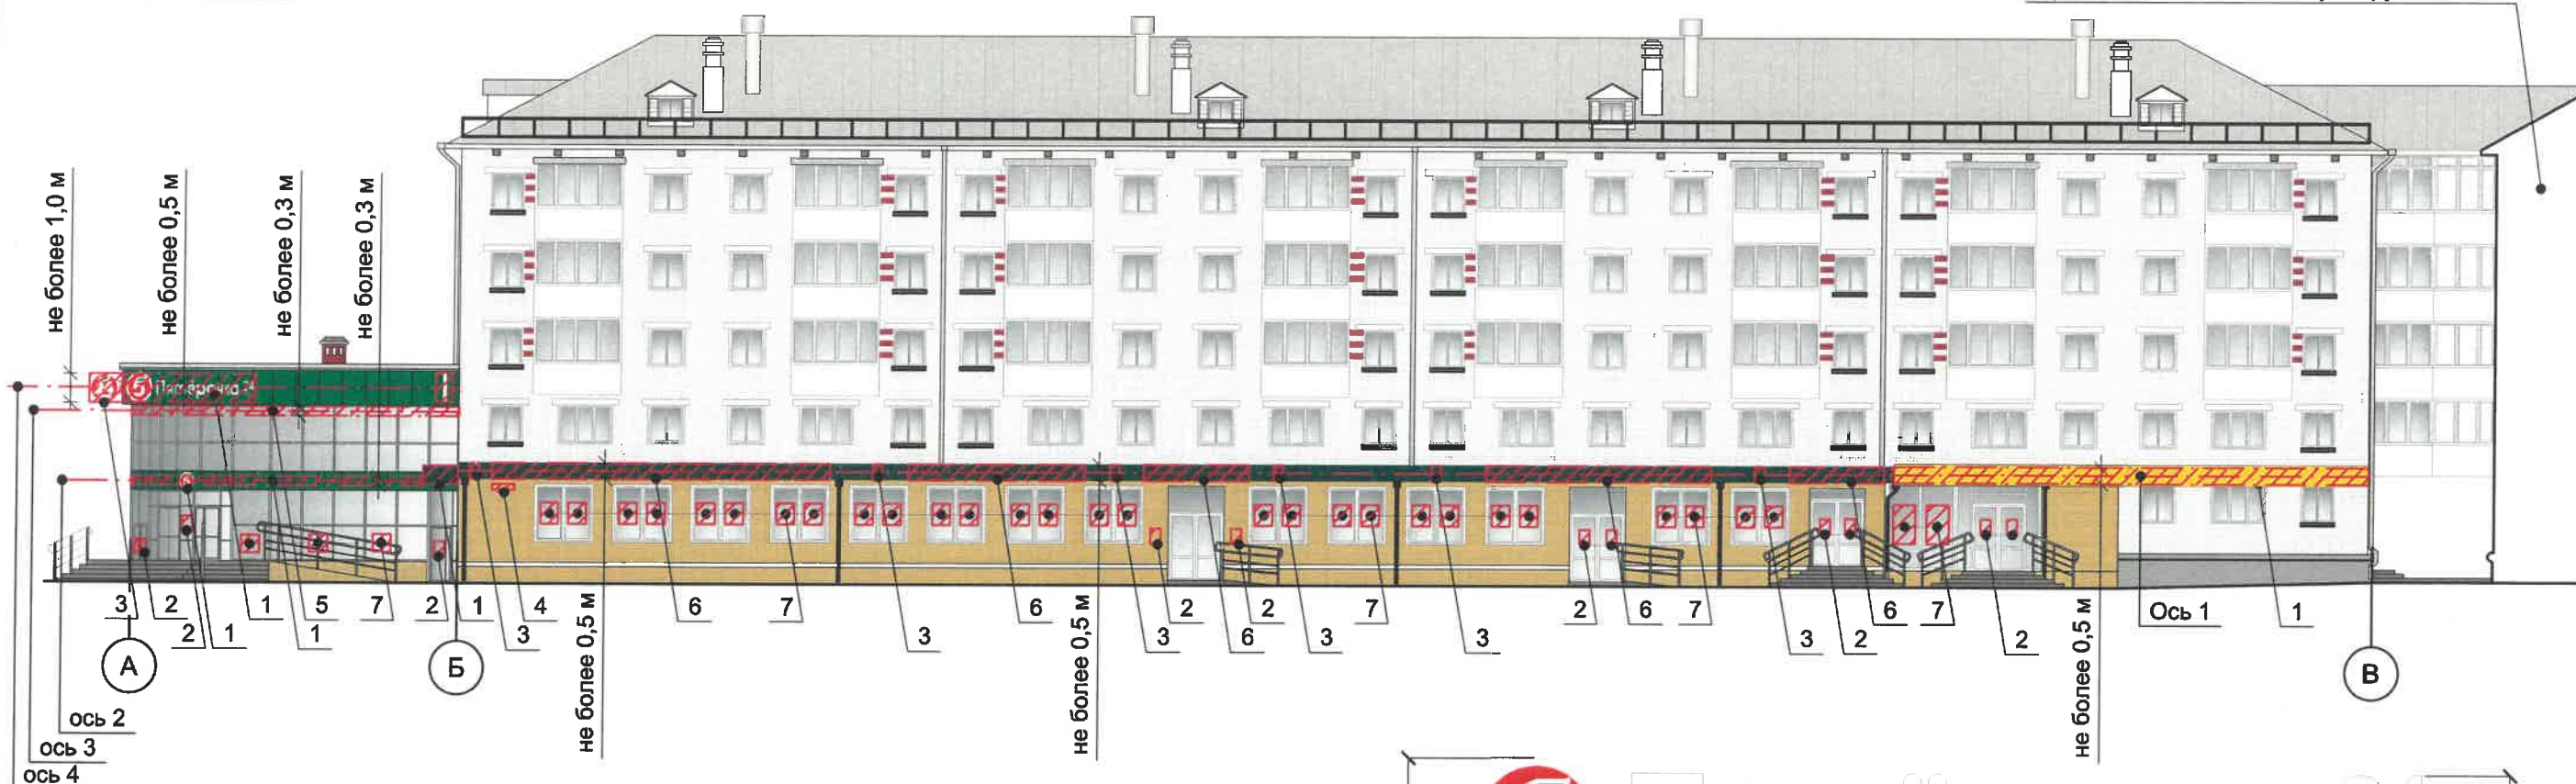 не более 1,0 м
не более 0,5 м
не более 0,3 м
не более 0,3 м
5 Пятёрочка 24
3 2 1 5 7 2 1 4 6 7 6 2 2 7 2 6 7 6 7 Ось 1 1
2 1 1 3 3 3 6 3 3 3 2 2
А Б В
не более 0,5 м
не более 0,5 м
не более 0,5 м
ось 2
ось 3
ось 4